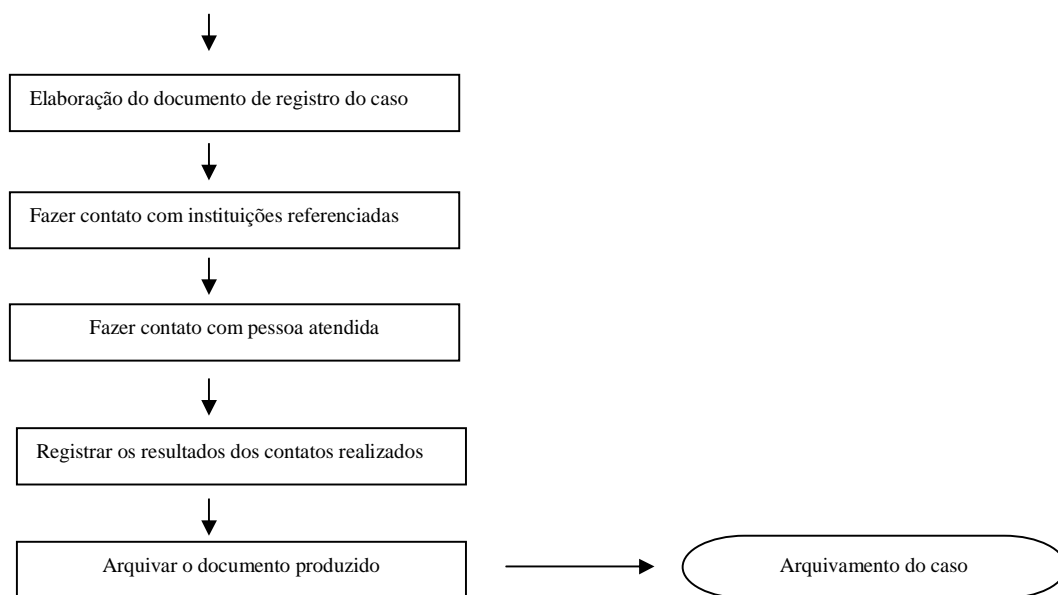 Elaboração do documento de registro do caso
Fazer contato com instituições referenciadas
Fazer contato com pessoa atendida
Registrar os resultados dos contatos realizados
Arquivar o documento produzido
Arquivamento do caso